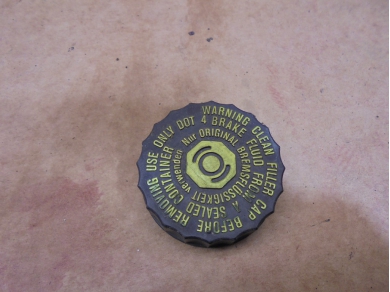 WARNING CLEAN FILLER CAP BEFORE REMOVING USE ONLY DOT 4 BRAKE FLUID FROM A SEALED CONTAINER
Nur ORIGINAL BREMSFLÜSSIGKEIT verwenden